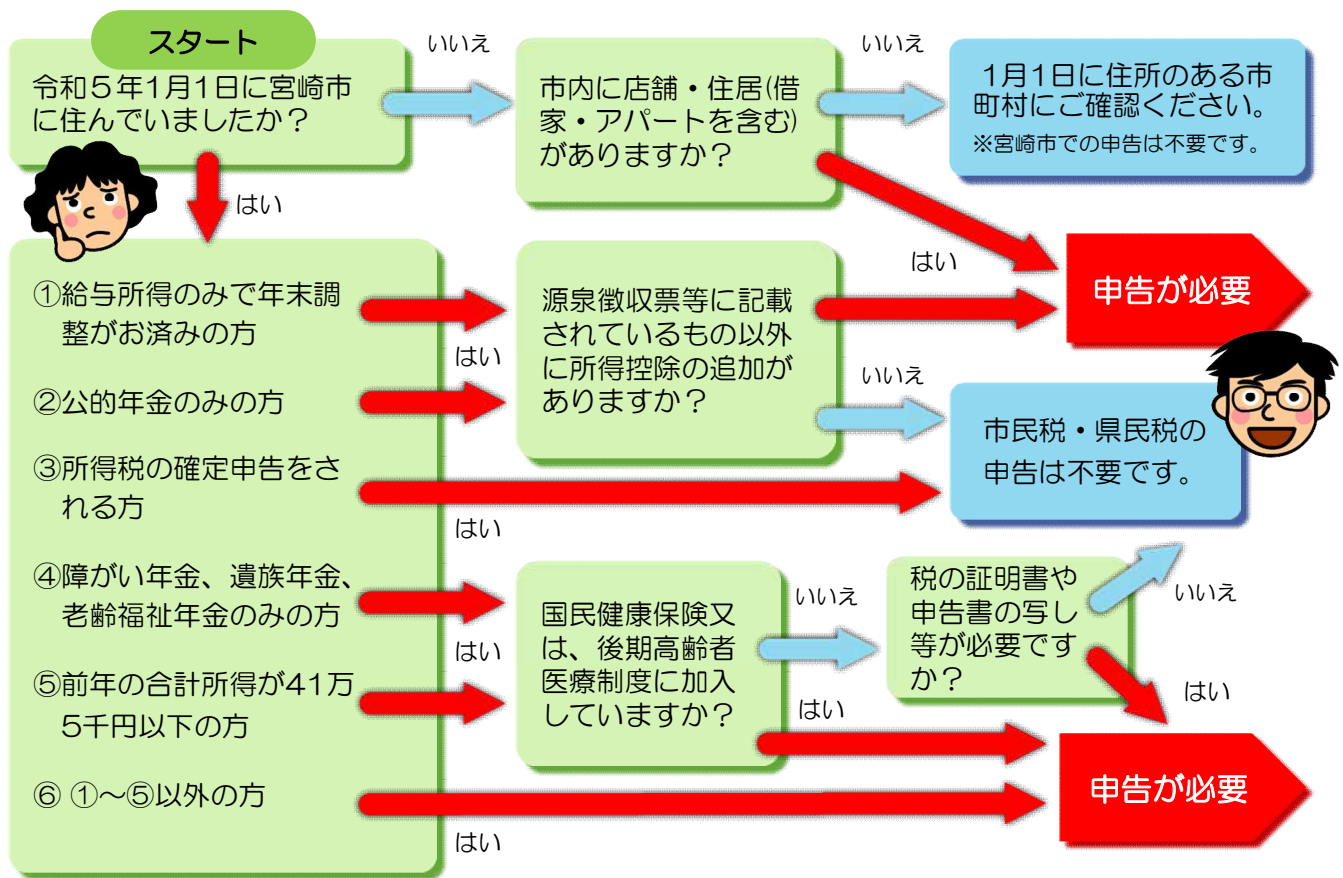 スタート
令和5年1月1日に宮崎市
に住んでいましたか？
いいえ
市内に店舗・住居(借
家・アパートを含む)
がありますか？
いいえ
1月1日に住所のある市
町村にご確認ください。
※宮崎市での申告は不要です。
はい
はい
申告が必要
①給与所得のみで年末調
整がお済みの方
はい
源泉徴収票等に記載
されているもの以外
に所得控除の追加が
ありますか？
いいえ
②公的年金のみの方
市民税・県民税の
申告は不要です。
③所得税の確定申告をさ
れる方
はい
④障がい年金、遺族年金、
老齢福祉年金のみの方
はい
国民健康保険又
は、後期高齢者
医療制度に加入
していますか？
いいえ
税の証明書や
申告書の写し
等が必要です
か？
いいえ
はい
はい
⑤前年の合計所得が41万
5千円以下の方
申告が必要
⑥ ①～⑤以外の方
はい